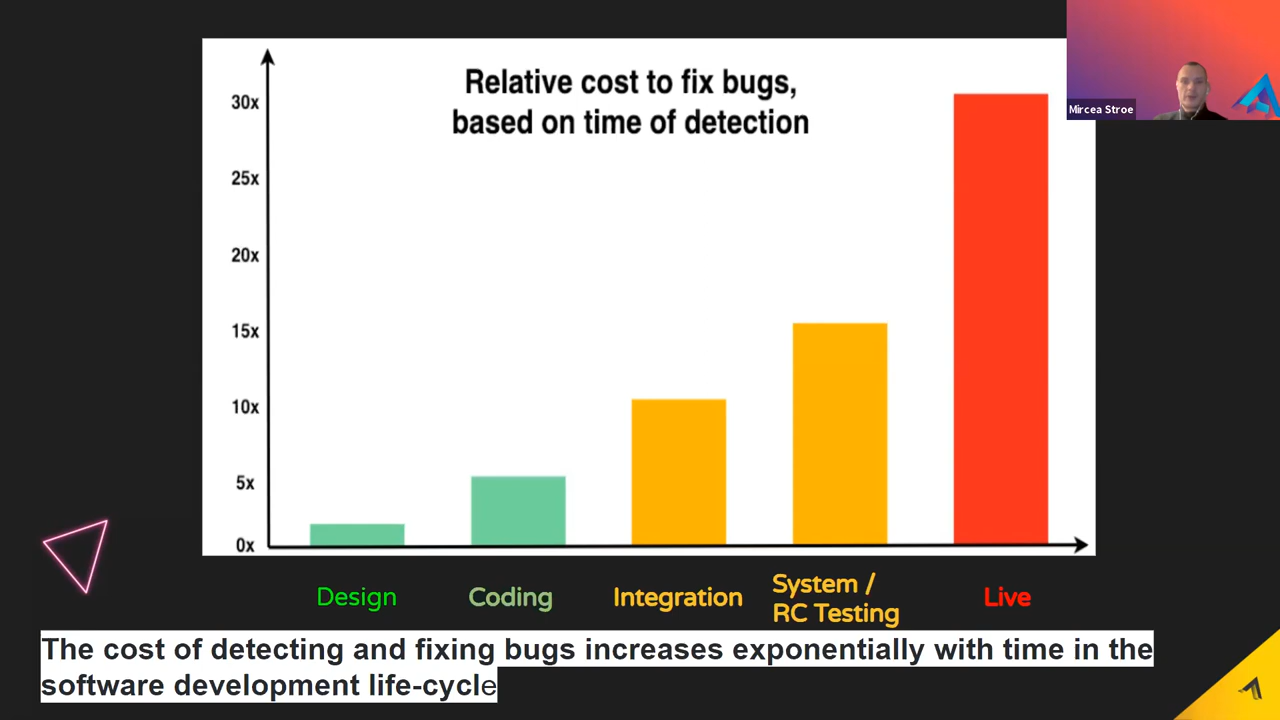 Relative cost to fix bugs,
based on time of detection
Mircea Stroe
30x
25x
20x
15x
10x
5x
0x
Design
Coding
Integration
System /
RC Testing
Live
The cost of detecting and fixing bugs increases exponentially with time in the
software development life-cycle